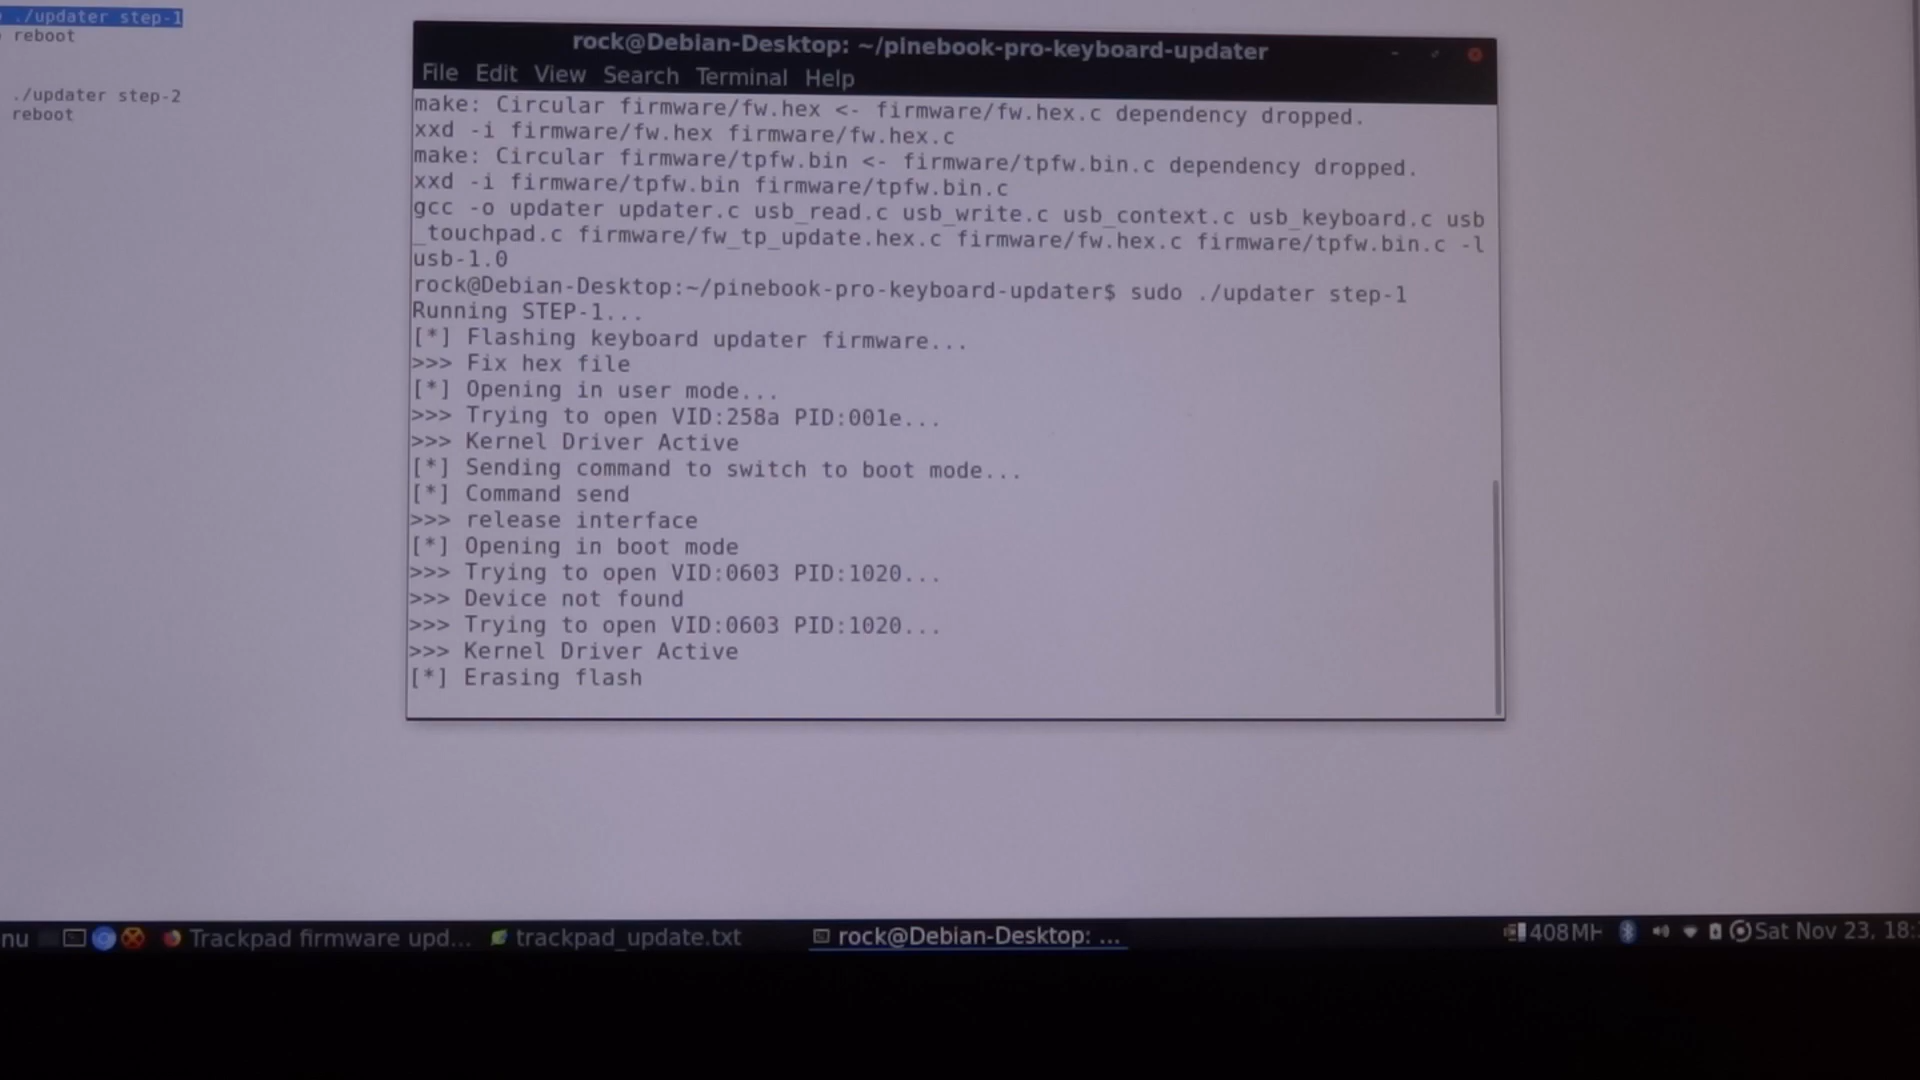 ./updater step-1
reboot
./updater step-2
reboot
rock@Debian-Desktop: ~/pinebook-pro-keyboard-updater
File Edit View Search Terminal Help
make: Circular firmware/fw.hex <- firmware/fw.hex.c dependency dropped.
xxd -i firmware/fw.hex firmware/fw.hex.c
make: Circular firmware/tpfw.bin <- firmware/tpfw.bin.c dependency dropped.
xxd -i firmware/tpfw.bin firmware/tpfw.bin.c
gcc -o updater updater.c usb_read.c usb_write.c usb_context.c usb_keyboard.c usb
_touchpad.c firmware/fw_tp_update.hex.c firmware/fw.hex.c firmware/tpfw.bin.c -l
usb-1.0
rock@Debian-Desktop:~/pinebook-pro-keyboard-updater$ sudo ./updater step-1
Running STEP-1...
[*] Flashing keyboard updater firmware...
>>> Fix hex file
[*] Opening in user mode...
>>> Trying to open VID:258a PID:001e...
>>> Kernel Driver Active
[*] Sending command to switch to boot mode...
[*] Command send
>>> release interface
[*] Opening in boot mode
>>> Trying to open VID:0603 PID:1020...
>>> Device not found
>>> Trying to open VID:0603 PID:1020...
>>> Kernel Driver Active
[*] Erasing flash
nu Trackpad firmware upd... trackpad_update.txt rock@Debian-Desktop: ... 408MH Sat Nov 23, 18: